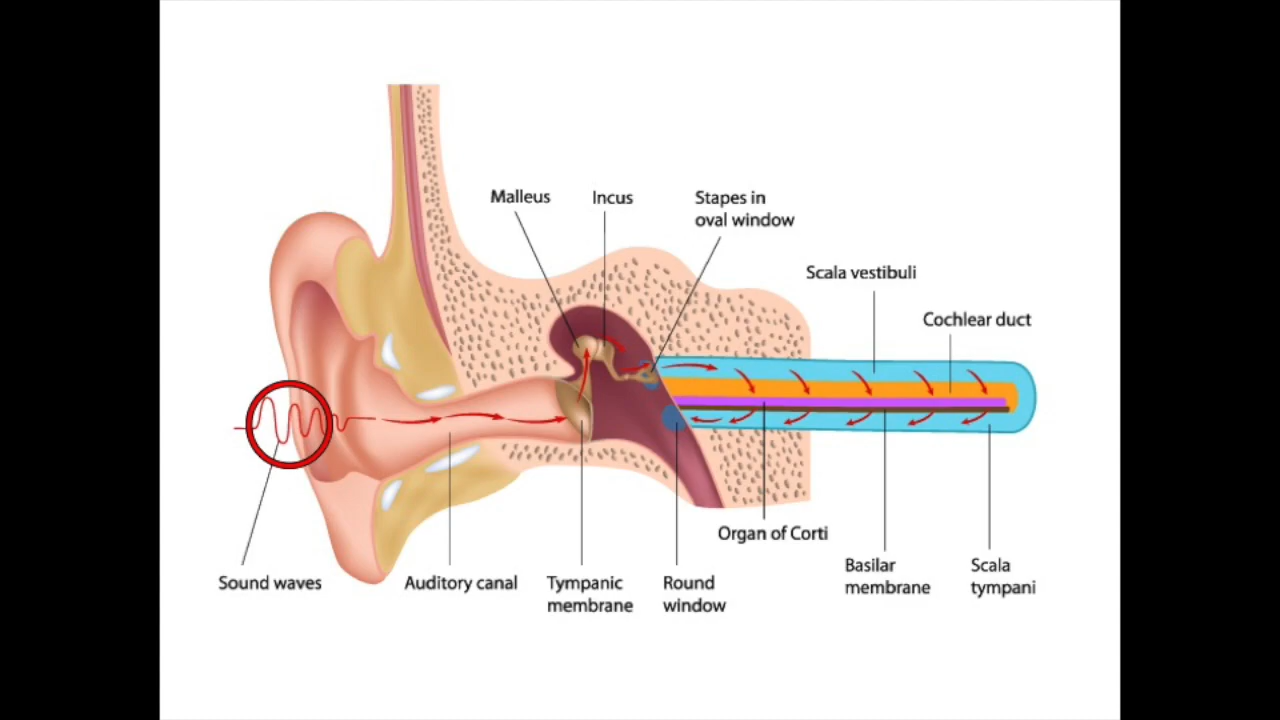 Malleus
Incus
Stapes in
oval window
Scala vestibuli
Cochlear duct
Organ of Corti
Sound waves
Auditory canal
Tympanic
membrane
Round
window
Basilar
membrane
Scala
tympani